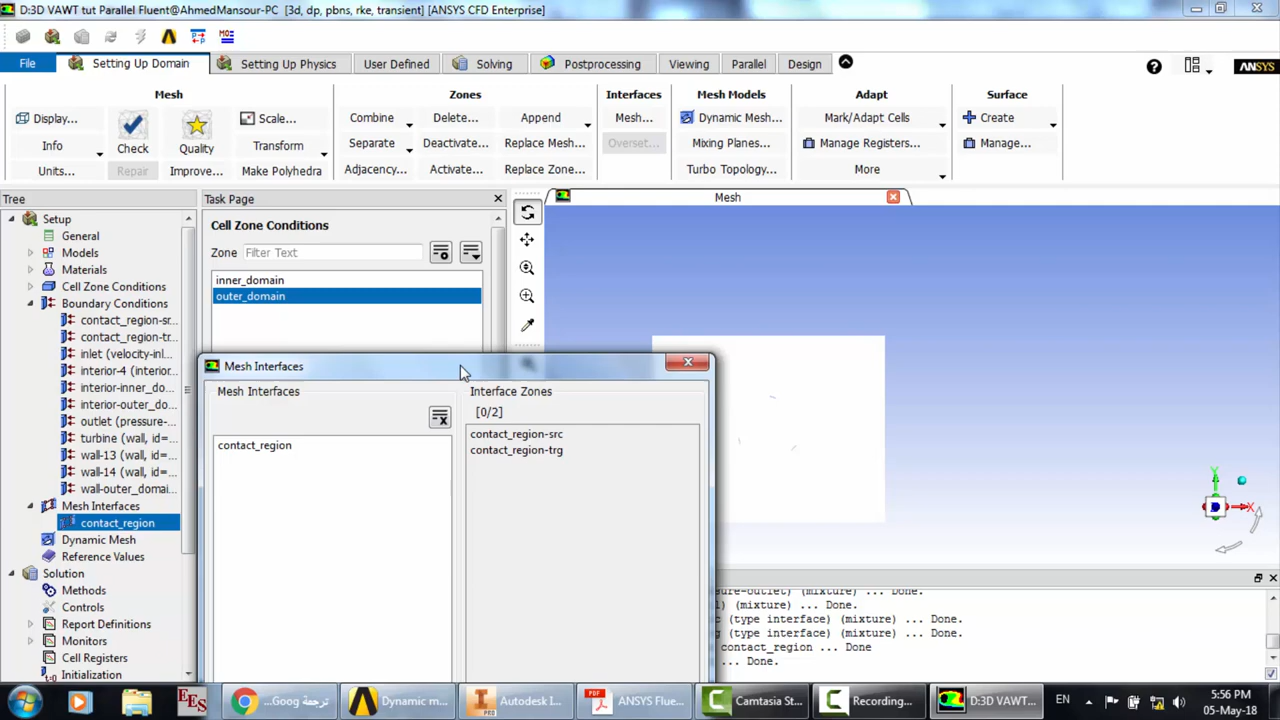 D:3D VAWT tut Parallel Fluent@AhmedMansour-PC [3d, dp, pbns, rke, transient] [ANSYS CFD Enterprise]
File
Setting Up Domain
Setting Up Physics
User Defined
Solving
Postprocessing
Viewing
Parallel
Design
ANSYS
Mesh
Zones
Interfaces
Mesh Models
Adapt
Surface
Display...
Info
Units...
Check
Repair
Quality
Improve...
Scale...
Transform
Make Polyhedra
Combine
Separate
Adjacency...
Delete...
Deactivate...
Activate...
Append
Replace Mesh...
Replace Zone...
Mesh...
Overset...
Dynamic Mesh...
Mixing Planes...
Turbo Topology...
Mark/Adapt Cells
Manage Registers...
More
Create
Manage...
Tree
Setup
General
Models
Materials
Cell Zone Conditions
Boundary Conditions
contact_region-sr...
contact_region-tr...
inlet (velocity-inl...
interior-4 (interior...
interior-inner_do...
interior-outer_do...
outlet (pressure-...
turbine (wall, id=...
wall-13 (wall, id=...
wall-14 (wall, id=...
wall-outer_domai...
Mesh Interfaces
contact_region
Dynamic Mesh
Reference Values
Solution
Methods
Controls
Report Definitions
Monitors
Cell Registers
Initialization
Task Page
Cell Zone Conditions
Zone Filter Text
inner_domain
outer_domain
Mesh
Mesh Interfaces
Mesh Interfaces
contact_region
Interface Zones
[0/2]
contact_region-src
contact_region-trg
Y
X
ure-outlet) (mixture) ... Done.
l) (mixture) ... Done.
c (type interface) (mixture) ... Done.
g (type interface) (mixture) ... Done.
contact_region ... Done
... Done.
ترجمة Goog...
Dynamic m...
Autodesk I...
ANSYS Flue...
Camtasia St...
Recording...
D:3D VAWT...
EN
5:56 PM
05-May-18